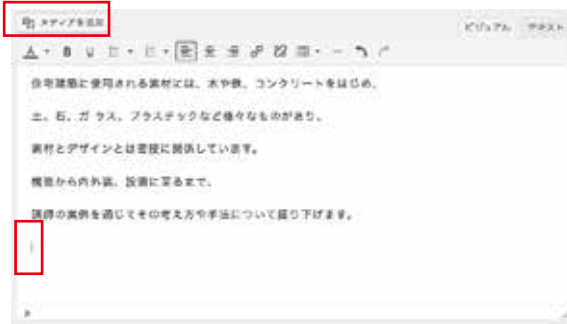 メディアを追加
ビジュアル テキスト
住宅建築に使用される素材には、木や鉄、コンクリートをはじめ、
土、石、ガラス、プラスチックなど様々なものがあり、
素材とデザインとは密接に関係しています。
構造から内外装、設備に至るまで、
講師の実例を通じてその考え方や手法について掘り下げます。
p